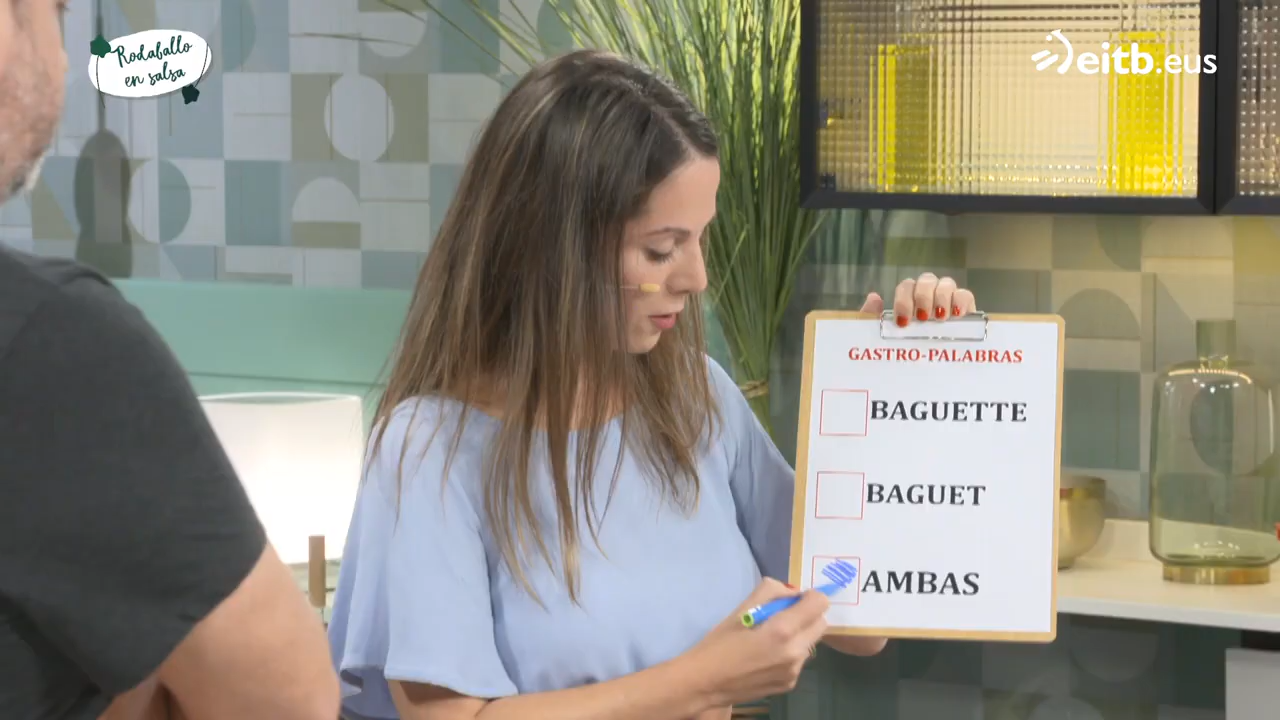 Rodaballo
en salsa
eitb.eus
GASTRO-PALABRAS
BAGUETTE
BAGUET
AMBAS